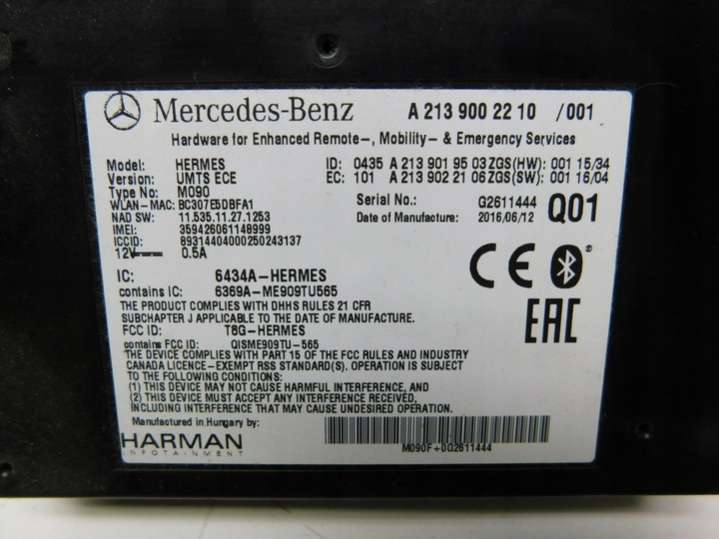 Mercedes-Benz A 213 900 22 10 /001
Hardware for Enhanced Remote-, Mobility- & Emergency Services
Model: HERMES ID: 0435 A 213 901 95 03 ZGS(HW): 001 15/34
Version: UMTS ECE EC: 101 A 213 902 21 06 ZGS(SW): 001 16/04
Type No: M090
WLAN-MAC: BC307E5DBFA1 Serial No.: G2611444 Q01
NAD SW: 11.535.11.27.1253 Date of Manufacture: 2016/06/12
IMEI: 359426061148999
ICCID: 89314404000250243137
12V 0.5A
IC: 6434A-HERMES
contains IC: 6369A-ME909TU565
THE PRODUCT COMPLIES WITH DHHS RULES 21 CFR
SUBCHAPTER J APPLICABLE TO THE DATE OF MANUFACTURE.
FCC ID: T8G-HERMES
contains FCC ID: QISME909TU-565
THE DEVICE COMPLIES WITH PART 15 OF THE FCC RULES AND INDUSTRY
CANADA LICENCE-EXEMPT RSS STANDARD(S). OPERATION IS SUBJECT
TO THE FOLLOWING CONDITIONS:
(1) THIS DEVICE MAY NOT CAUSE HARMFUL INTERFERENCE, AND
(2) THIS DEVICE MUST ACCEPT ANY INTERFERENCE,
INCLUDING INTERFERENCE THAT MAY CAUSE UNDESIRED OPERATION.
CE
EAC
Manufactured in Hungary by:
HARMAN
INFOTAINMENT
M090F+0G2611444